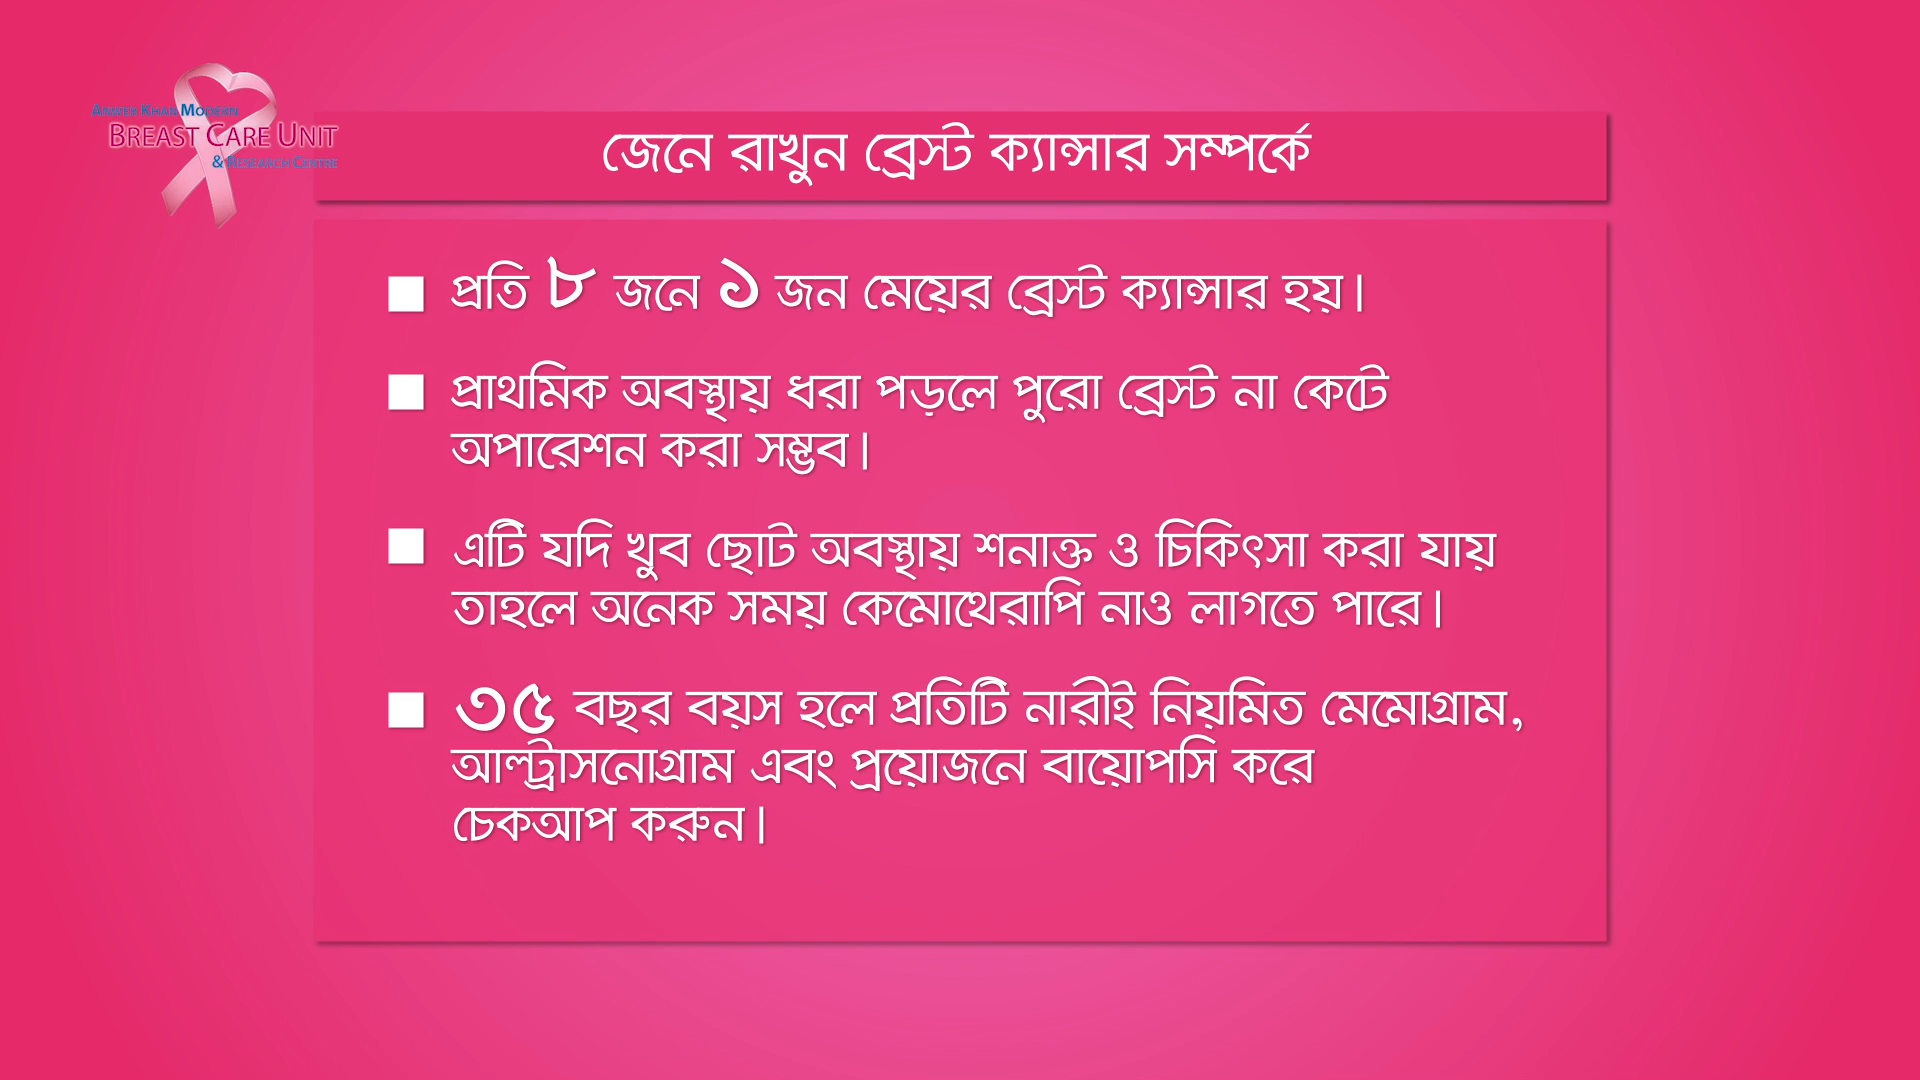 ANWER KHAN MODERN
BREAST CARE UNIT
& RESEARCH CENTRE
জেনে রাখুন ব্রেস্ট ক্যান্সার সম্পর্কে
প্রতি ৮ জনে ১ জন মেয়ের ব্রেস্ট ক্যান্সার হয়।
প্রাথমিক অবস্থায় ধরা পড়লে পুরো ব্রেস্ট না কেটে
অপারেশন করা সম্ভব।
এটি যদি খুব ছোট অবস্থায় শনাক্ত ও চিকিৎসা করা যায়
তাহলে অনেক সময় কেমোথেরাপি নাও লাগতে পারে।
৩৫ বছর বয়স হলে প্রতিটি নারীই নিয়মিত মেমোগ্রাম,
আল্ট্রাসনোগ্রাম এবং প্রয়োজনে বায়োপসি করে
চেকআপ করুন।